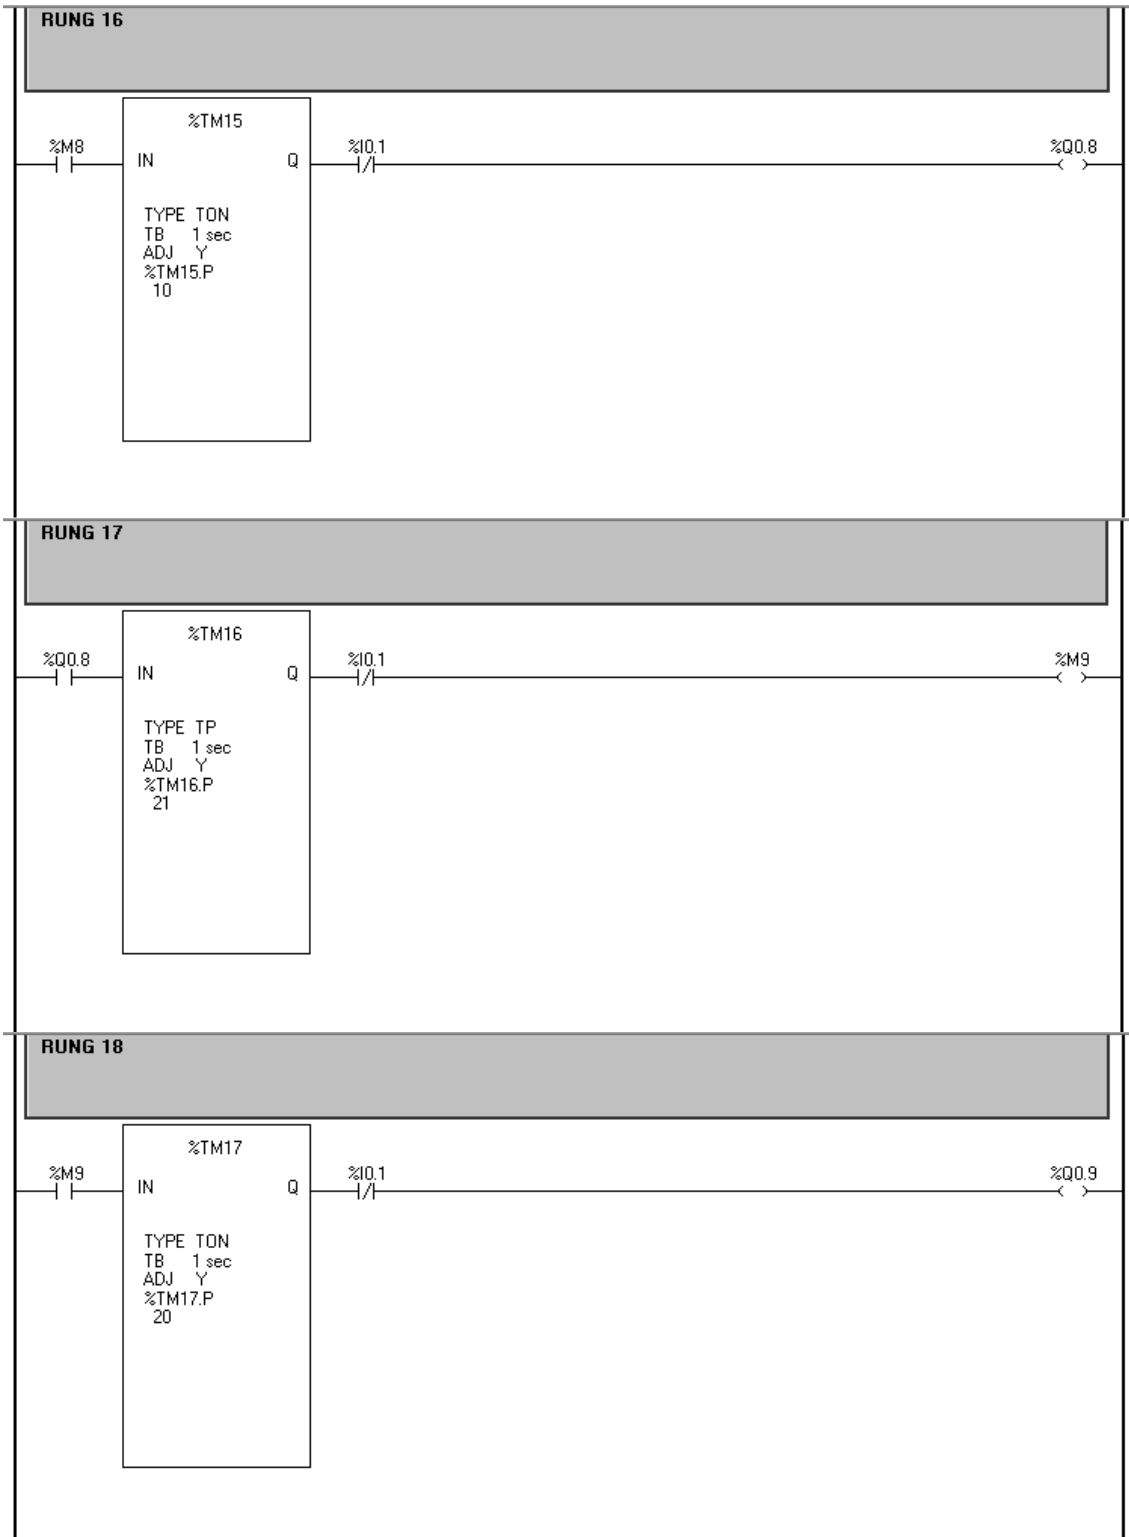 RUNG 16
%TM15
%M8
IN Q
%I0.1
%Q0.8
TYPE TON
TB 1 sec
ADJ Y
%TM15.P
10
RUNG 17
%TM16
%Q0.8
IN Q
%I0.1
%M9
TYPE TP
TB 1 sec
ADJ Y
%TM16.P
21
RUNG 18
%TM17
%M9
IN Q
%I0.1
%Q0.9
TYPE TON
TB 1 sec
ADJ Y
%TM17.P
20